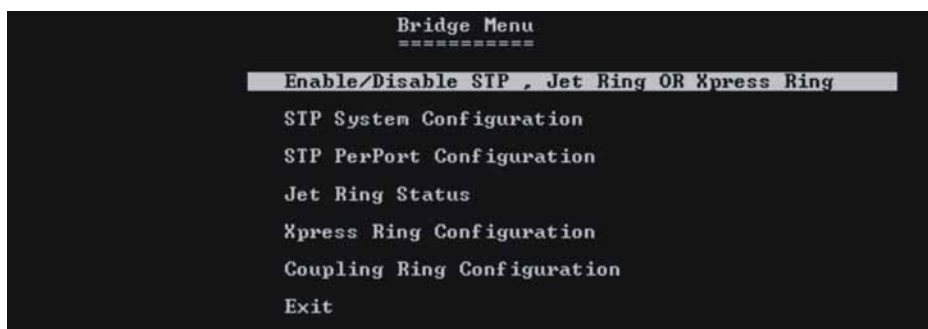 Bridge Menu
===========
Enable/Disable STP , Jet Ring OR Xpress Ring
STP System Configuration
STP PerPort Configuration
Jet Ring Status
Xpress Ring Configuration
Coupling Ring Configuration
Exit